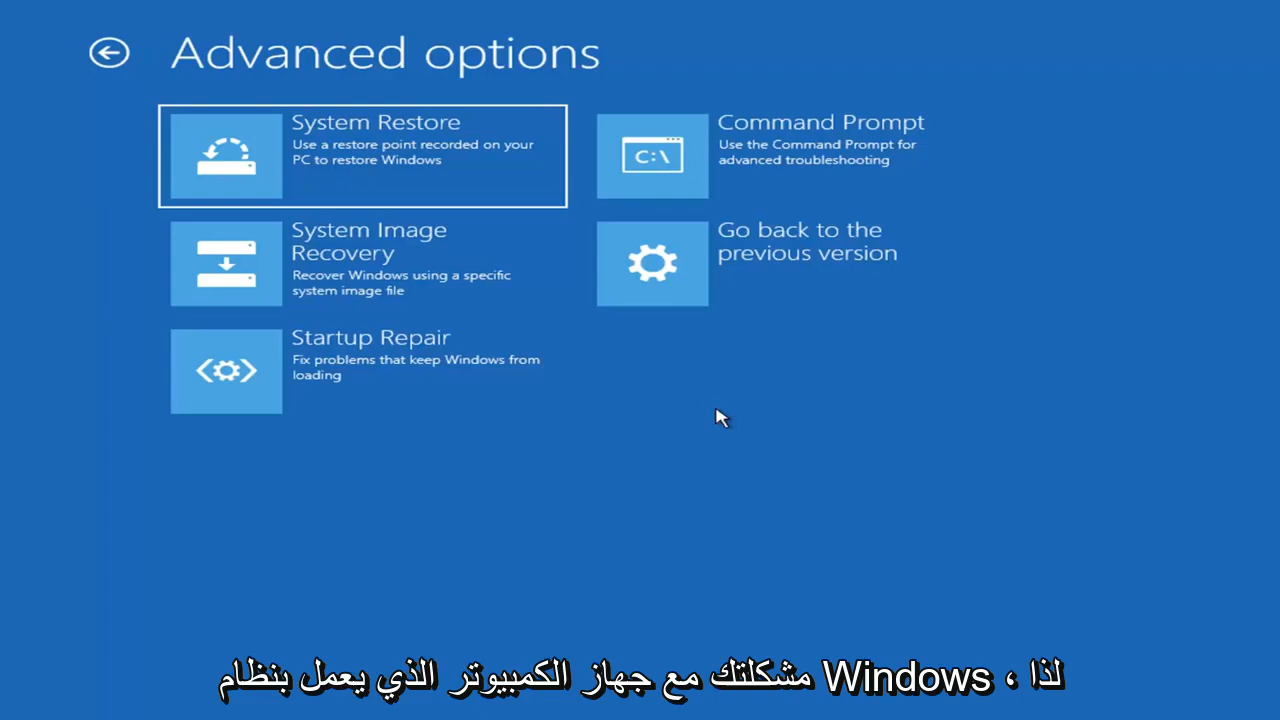 Advanced options
System Restore
Use a restore point recorded on your
PC to restore Windows
System Image
Recovery
Recover Windows using a specific
system image file
Startup Repair
Fix problems that keep Windows from
loading
Command Prompt
Use the Command Prompt for
advanced troubleshooting
C:\
Go back to the
previous version
مشكلتك مع جهاز الكمبيوتر الذي يعمل بنظام Windows ، لذا